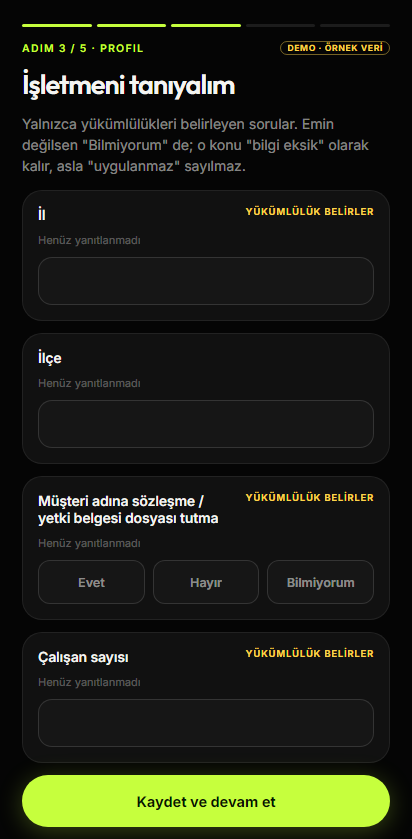 ADIM 3 / 5 · PROFIL
DEMO · ÖRNEK VERİ
İşletmeni tanıyalım
Yalnızca yükümlülükleri belirleyen sorular. Emin
değilsen "Bilmiyorum" de; o konu "bilgi eksik" olarak
kalır, asla "uygulanmaz" sayılmaz.
İl
YÜKÜMLÜLÜK BELİRLER
Henüz yanıtlanmadı
İlçe
Henüz yanıtlanmadı
Müşteri adına sözleşme /
yetki belgesi dosyası tutma
YÜKÜMLÜLÜK BELİRLER
Henüz yanıtlanmadı
Evet
Hayır
Bilmiyorum
Çalışan sayısı
YÜKÜMLÜLÜK BELİRLER
Henüz yanıtlanmadı
Kaydet ve devam et